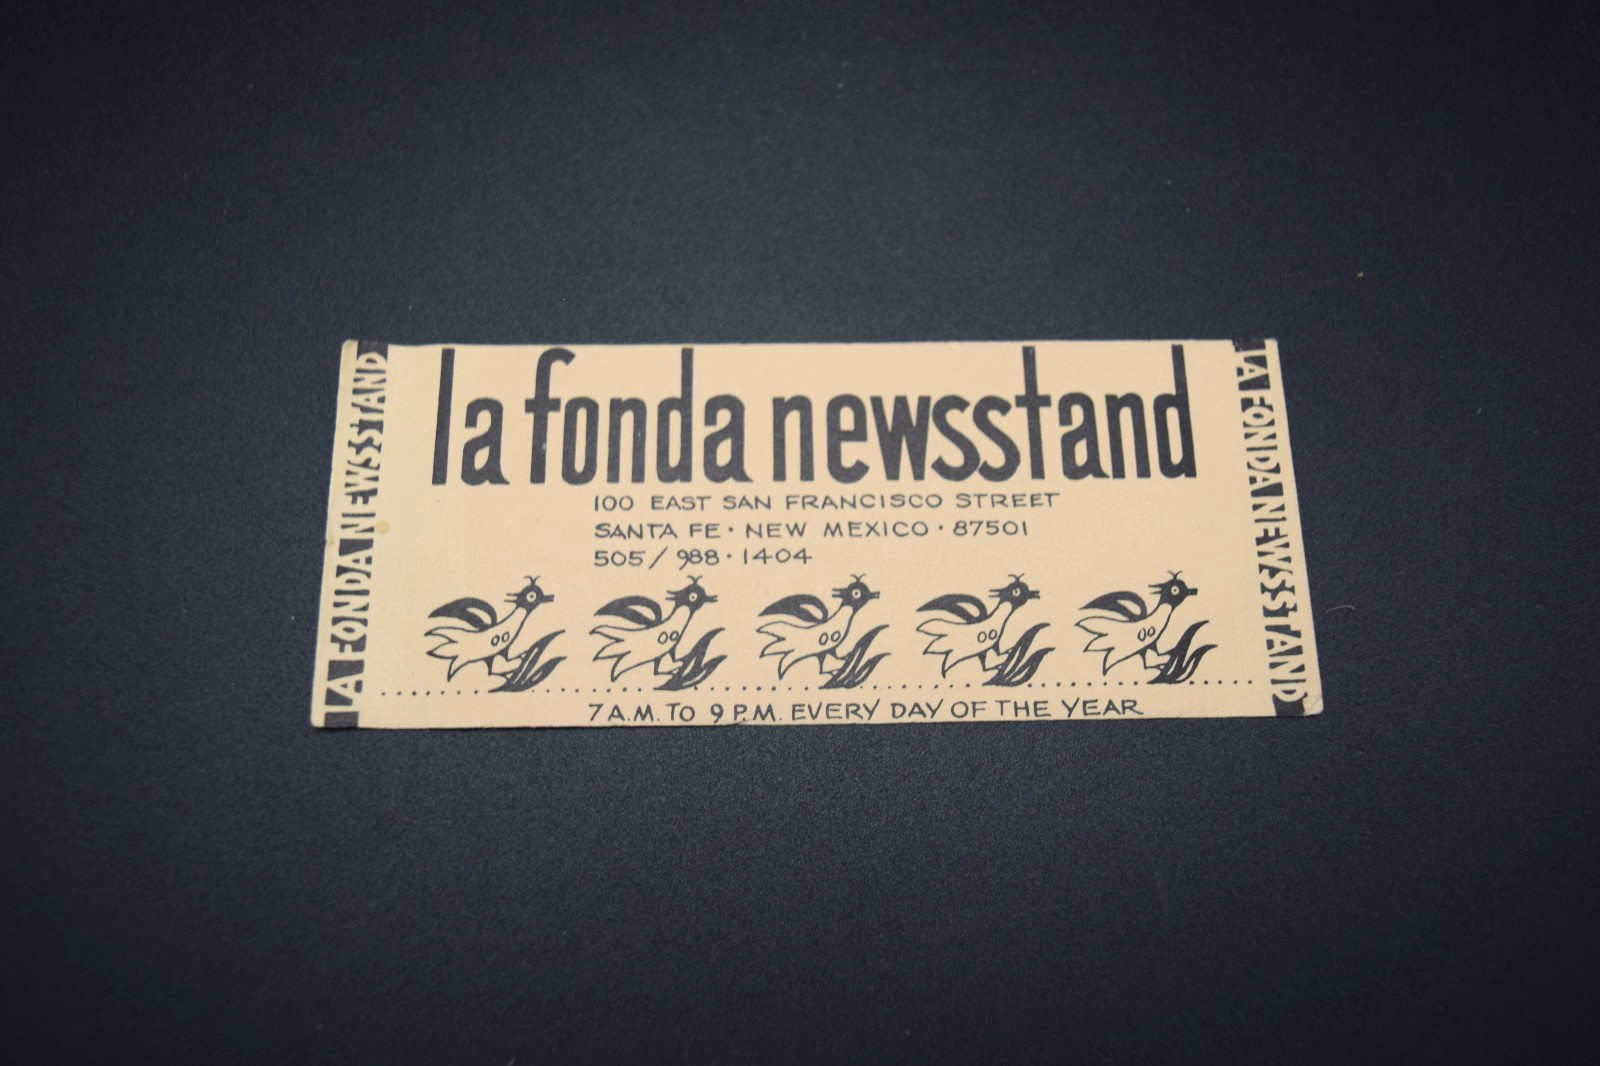 LA FONDA NEWSSTAND
la fonda newsstand
100 EAST SAN FRANCISCO STREET
SANTA FE · NEW MEXICO · 87501
505/988·1404
7 A.M. TO 9 P.M. EVERY DAY OF THE YEAR
LA FONDA NEWSSTAND